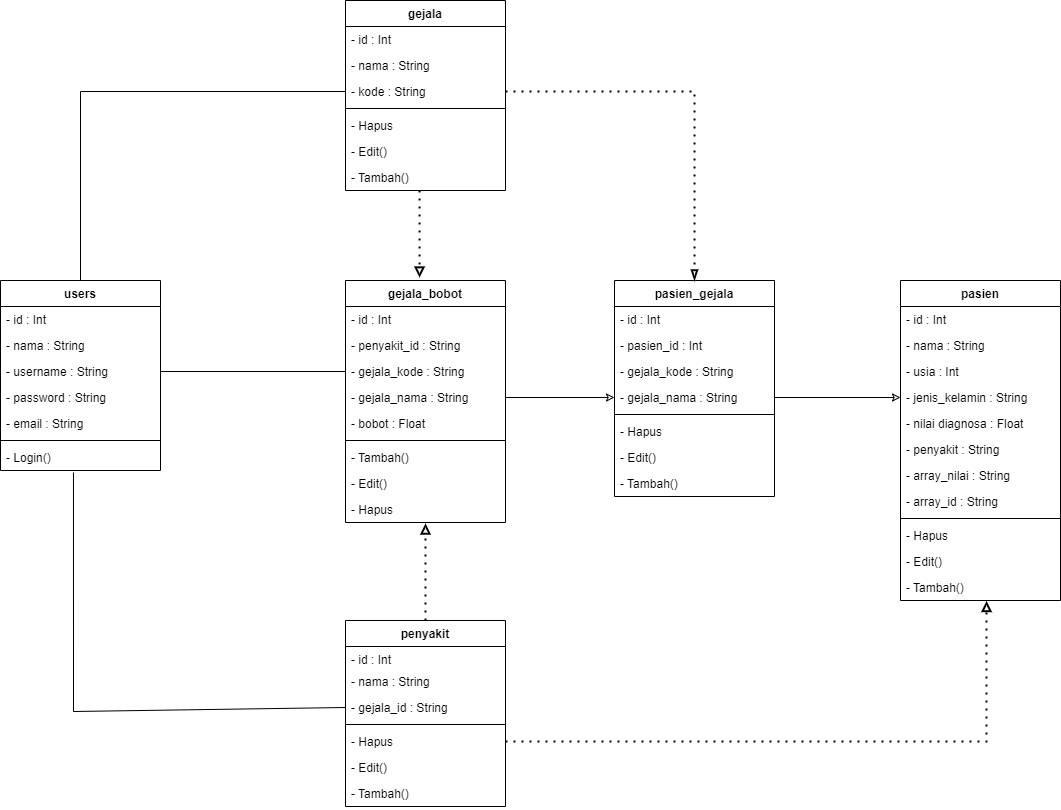 gejala
- id : Int
- nama : String
- kode : String
- Hapus
- Edit()
- Tambah()
users
- id : Int
- nama : String
- username : String
- password : String
- email : String
- Login()
gejala_bobot
- id : Int
- penyakit_id : String
- gejala_kode : String
- gejala_nama : String
- bobot : Float
- Tambah()
- Edit()
- Hapus
pasien_gejala
- id : Int
- pasien_id : Int
- gejala_kode : String
- gejala_nama : String
- Hapus
- Edit()
- Tambah()
pasien
- id : Int
- nama : String
- usia : Int
- jenis_kelamin : String
- nilai diagnosa : Float
- penyakit : String
- array_nilai : String
- array_id : String
- Hapus
- Edit()
- Tambah()
penyakit
- id : Int
- nama : String
- gejala_id : String
- Hapus
- Edit()
- Tambah()